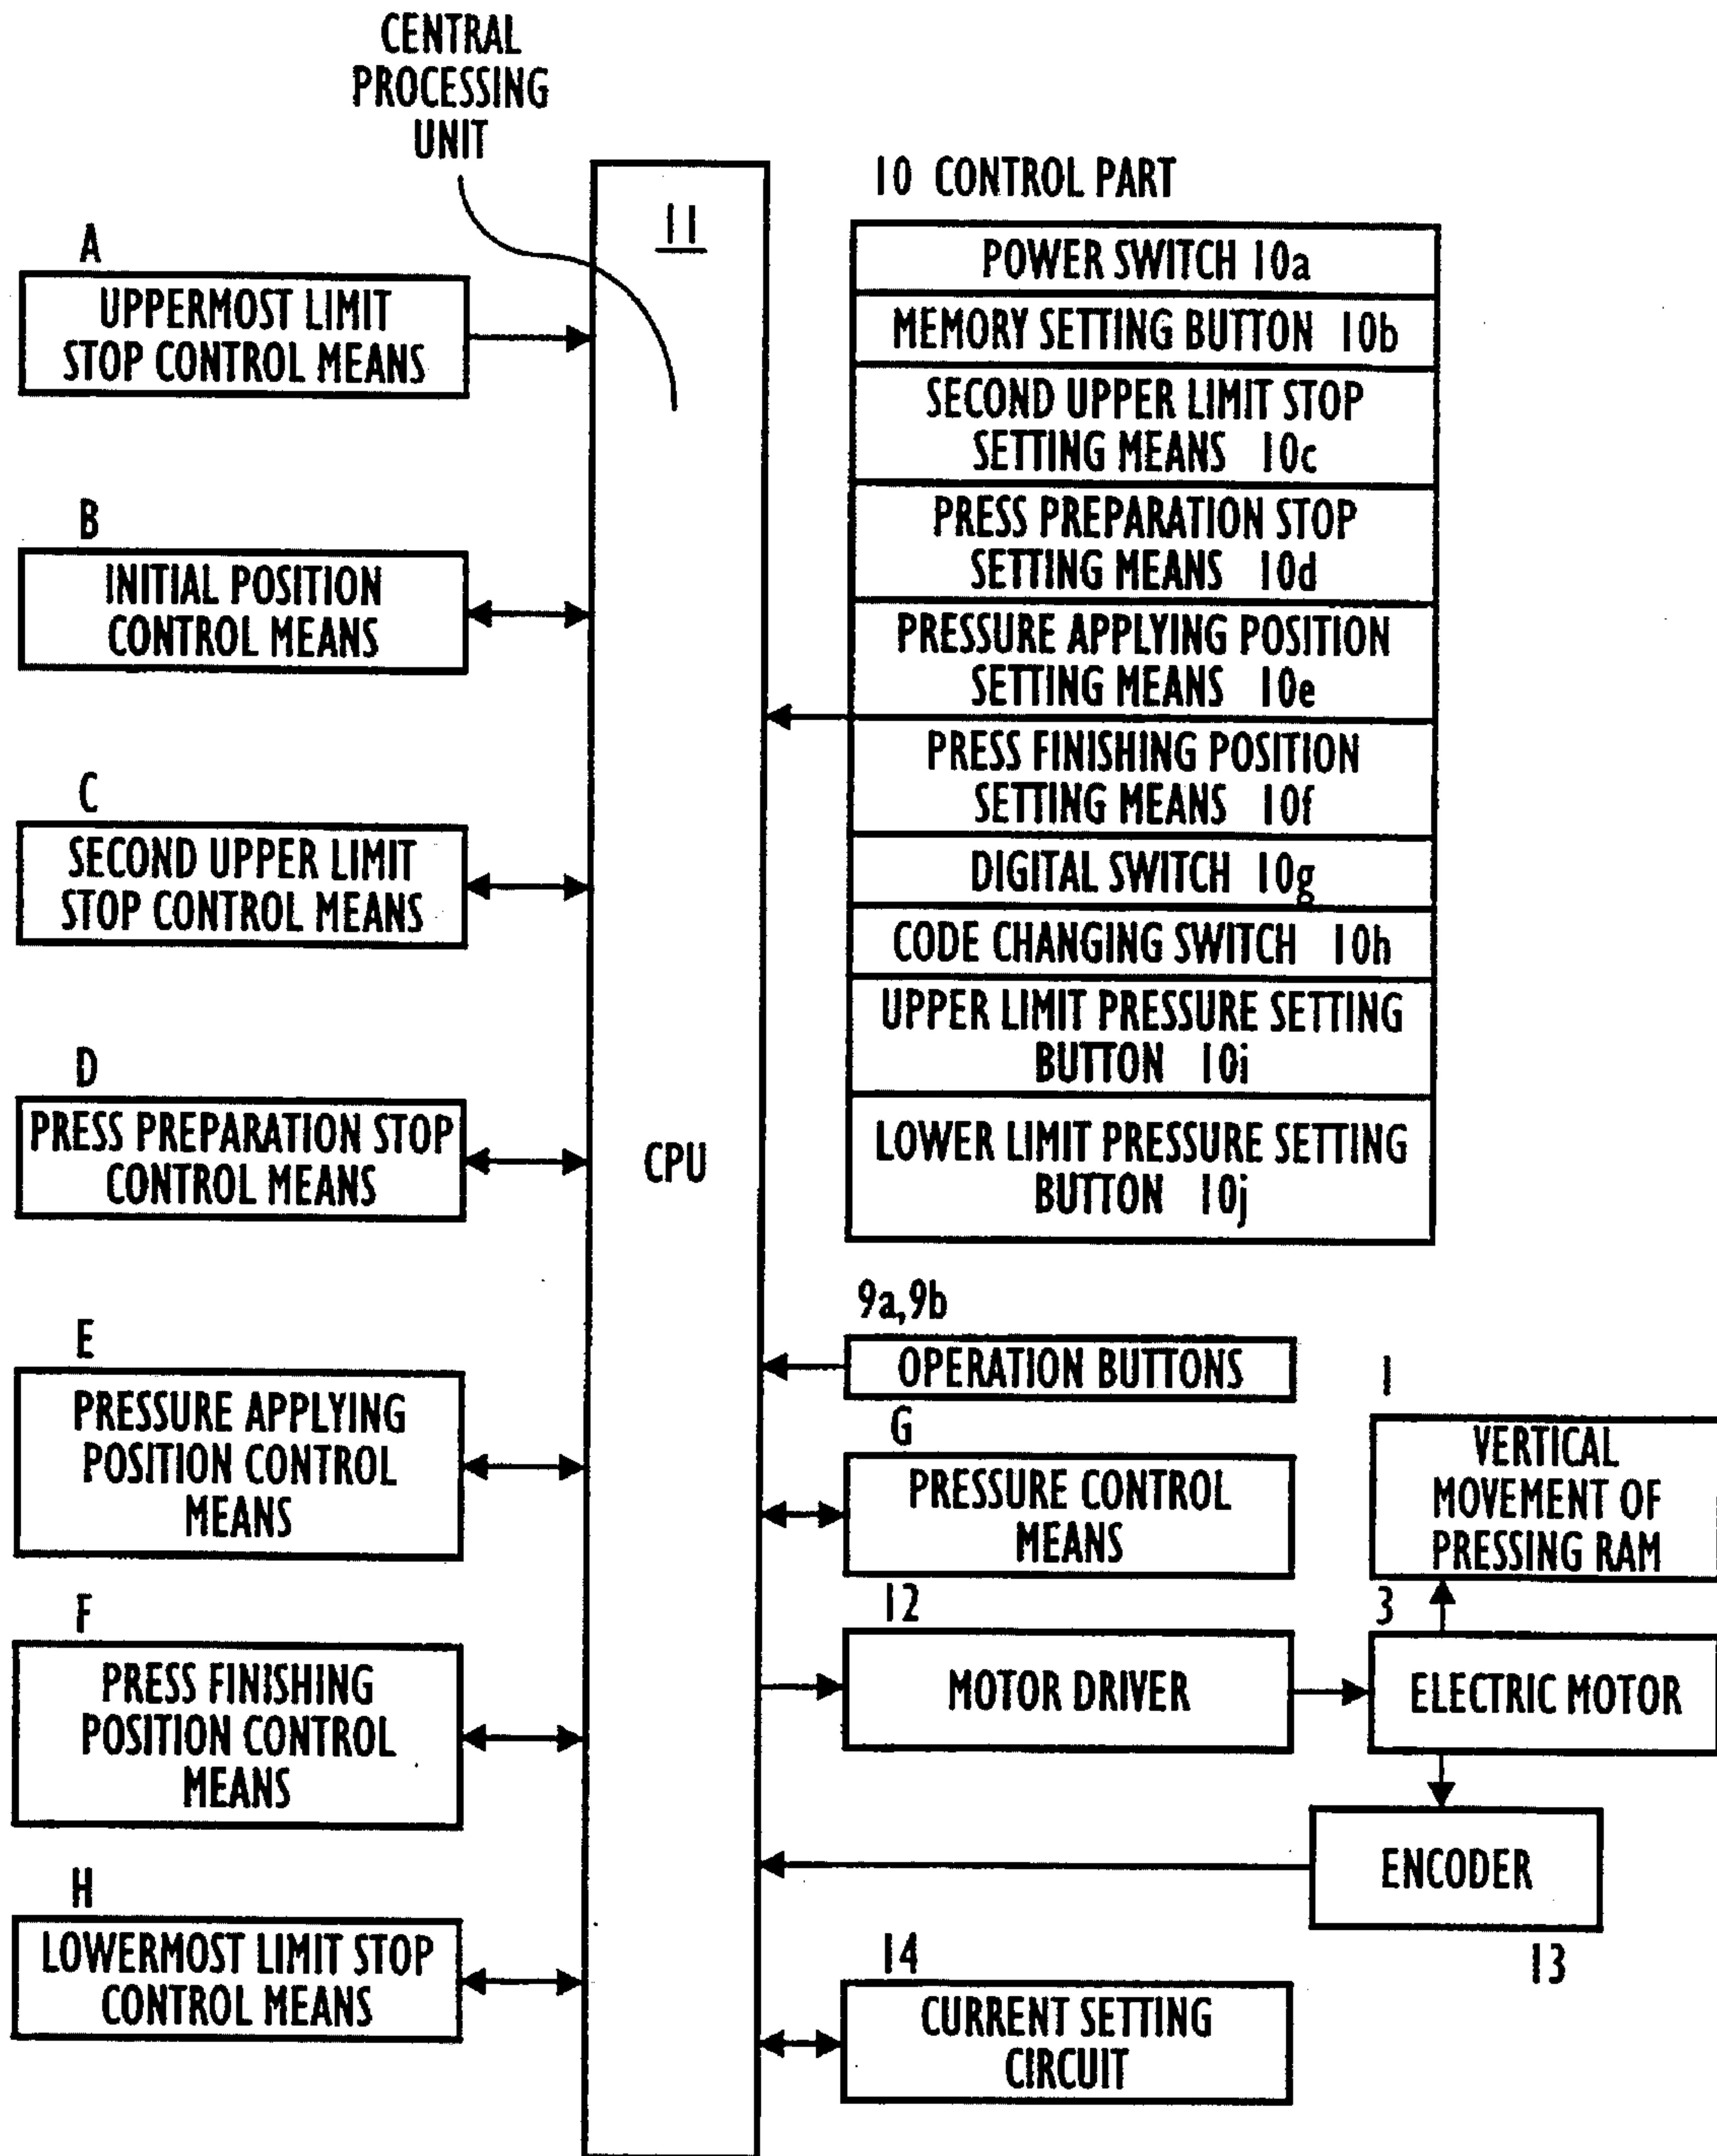 CENTRAL
PROCESSING
UNIT
11
CPU
A
UPPERMOST LIMIT
STOP CONTROL MEANS
B
INITIAL POSITION
CONTROL MEANS
C
SECOND UPPER LIMIT
STOP CONTROL MEANS
D
PRESS PREPARATION STOP
CONTROL MEANS
E
PRESSURE APPLYING
POSITION CONTROL
MEANS
F
PRESS FINISHING
POSITION CONTROL
MEANS
H
LOWERMOST LIMIT STOP
CONTROL MEANS
10 CONTROL PART
POWER SWITCH 10a
MEMORY SETTING BUTTON 10b
SECOND UPPER LIMIT STOP
SETTING MEANS 10c
PRESS PREPARATION STOP
SETTING MEANS 10d
PRESSURE APPLYING POSITION
SETTING MEANS 10e
PRESS FINISHING POSITION
SETTING MEANS 10f
DIGITAL SWITCH 10g
CODE CHANGING SWITCH 10h
UPPER LIMIT PRESSURE SETTING
BUTTON 10i
LOWER LIMIT PRESSURE SETTING
BUTTON 10j
9a,9b
OPERATION BUTTONS
G
PRESSURE CONTROL
MEANS
1
VERTICAL
MOVEMENT OF
PRESSING RAM
12
MOTOR DRIVER
3
ELECTRIC MOTOR
ENCODER
13
14
CURRENT SETTING
CIRCUIT